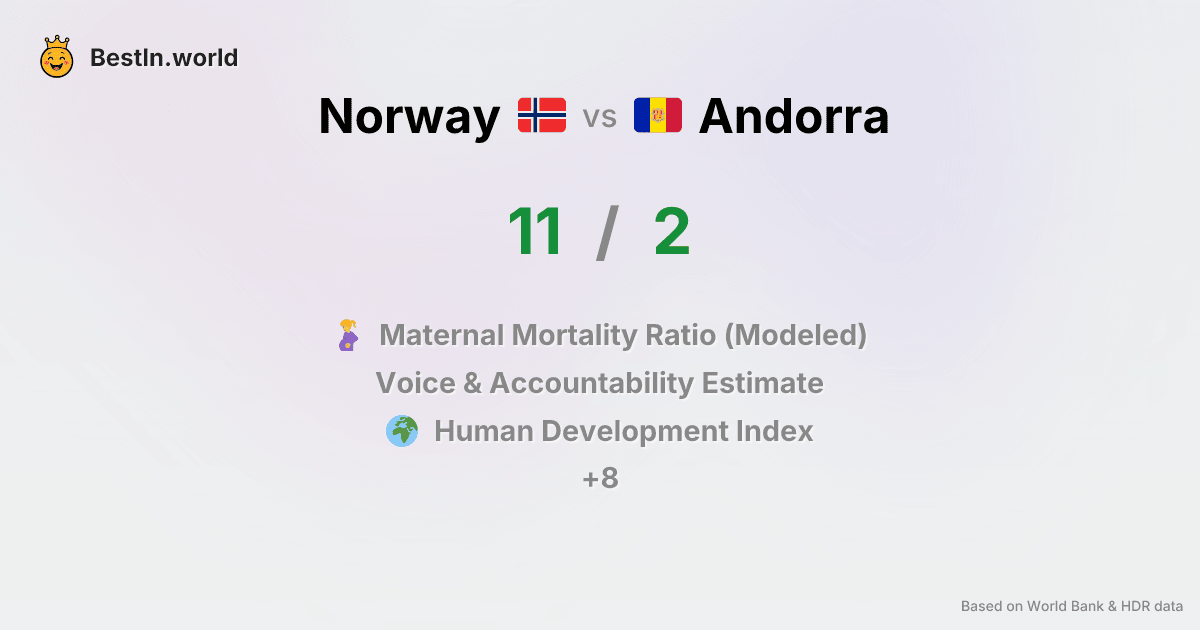 BestIn.world
Norway vs Andorra
11 / 2
Maternal Mortality Ratio (Modeled)
Voice & Accountability Estimate
Human Development Index
+8
Based on World Bank & HDR data